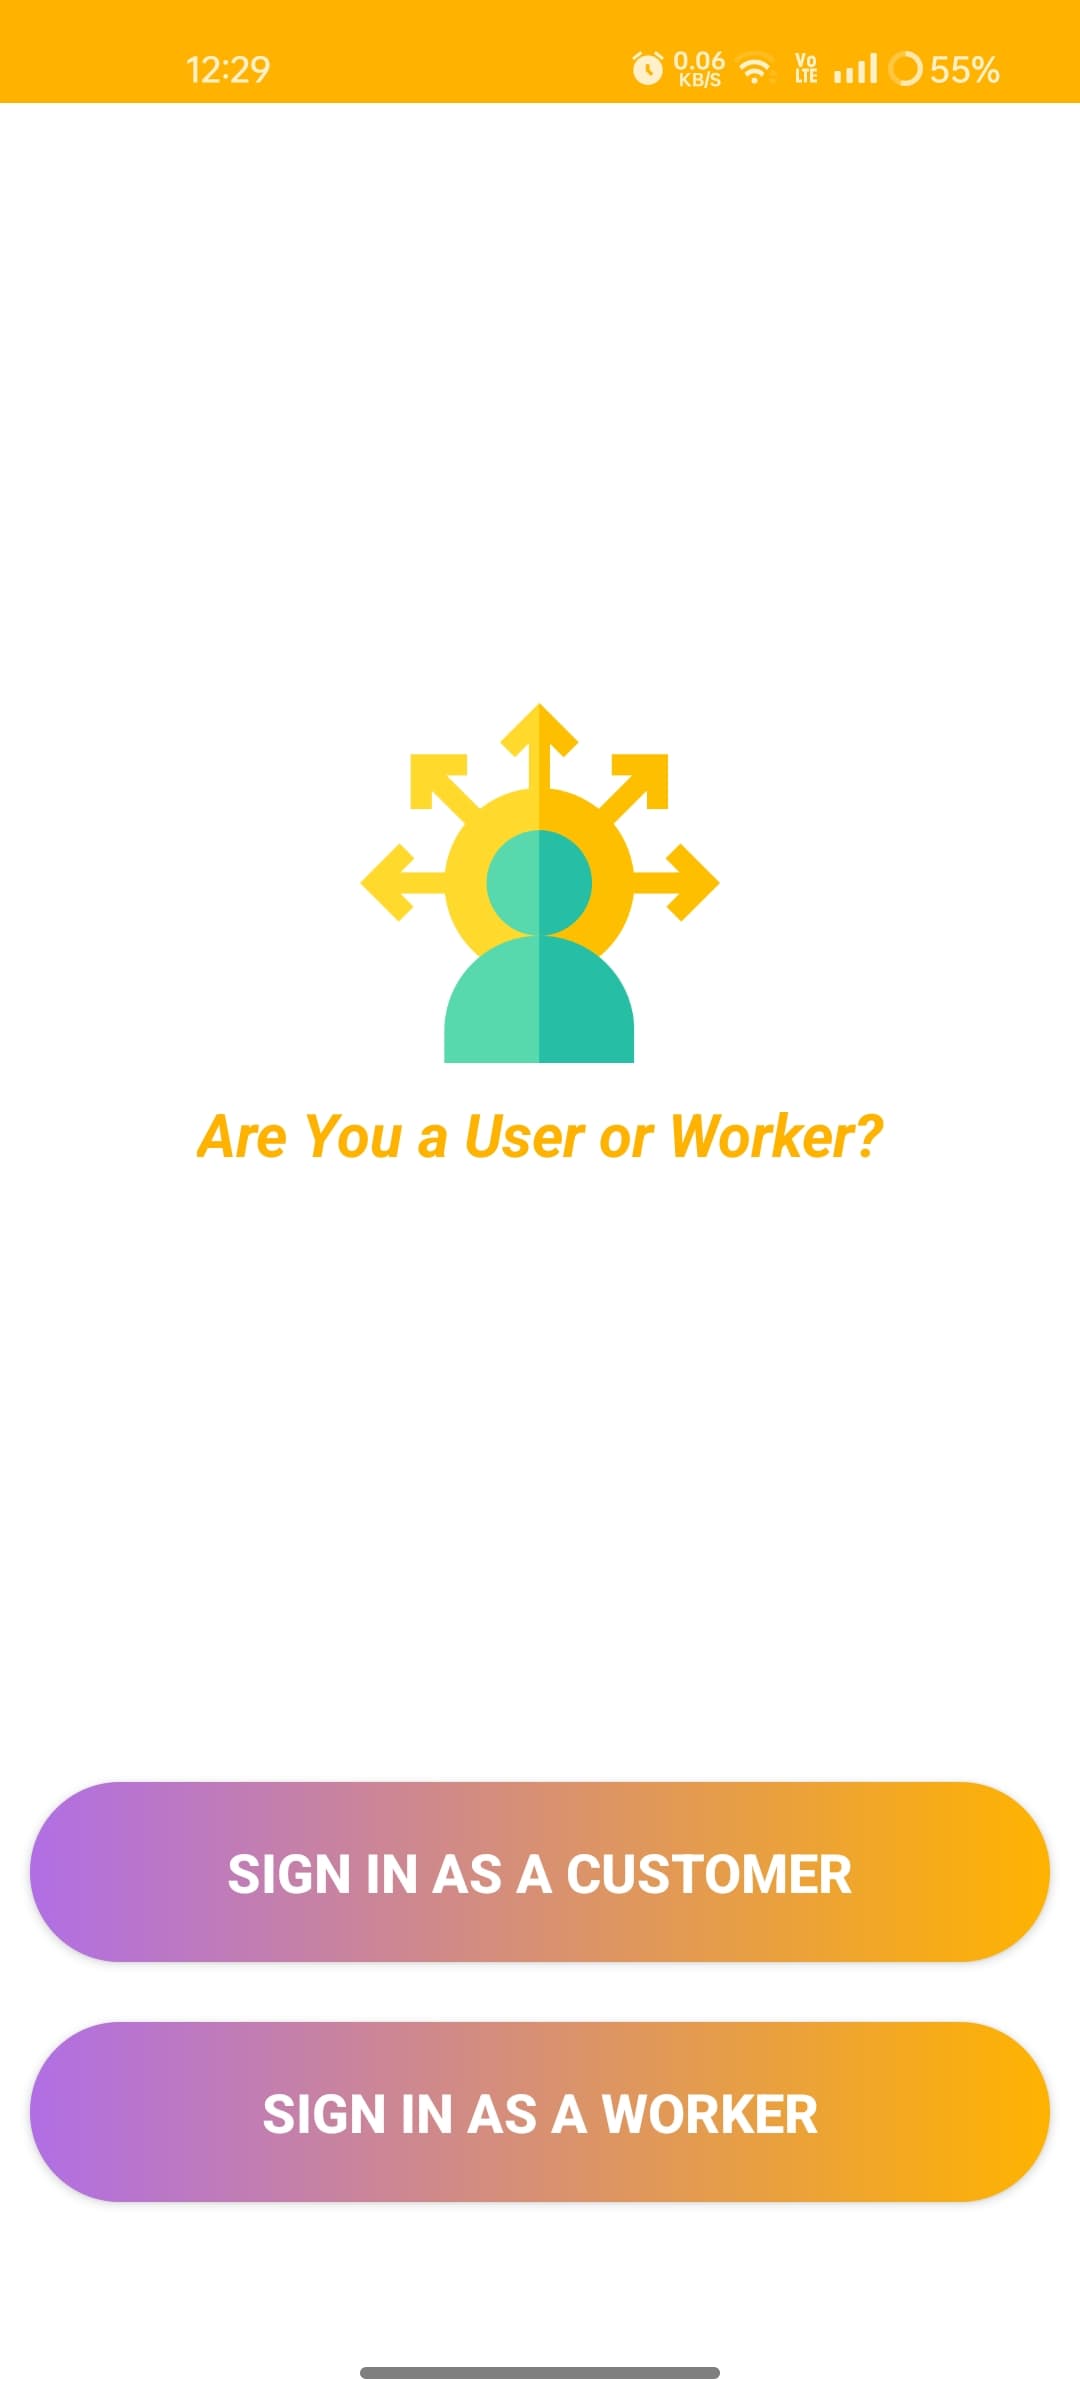 12:29
0.06
KB/S
Vo
LTE
55%
Are You a User or Worker?
SIGN IN AS A CUSTOMER
SIGN IN AS A WORKER